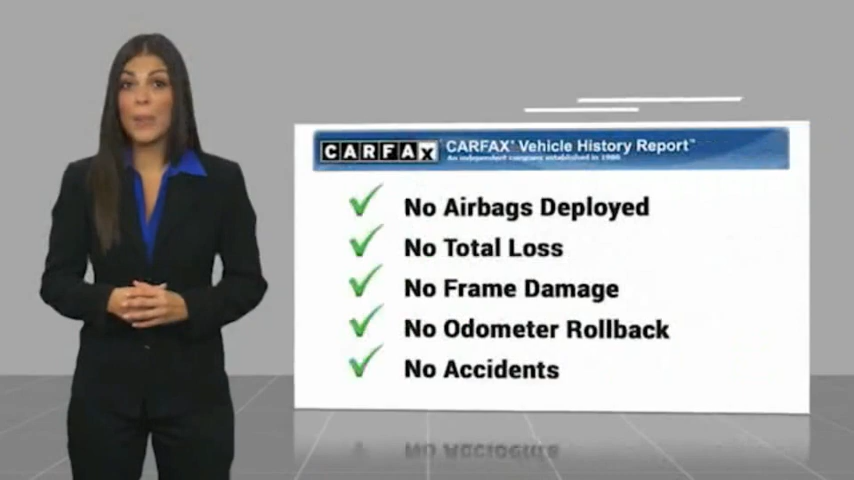 CARFAX CARFAX® Vehicle History Report™
An independent company established in 1986
No Airbags Deployed
No Total Loss
No Frame Damage
No Odometer Rollback
No Accidents